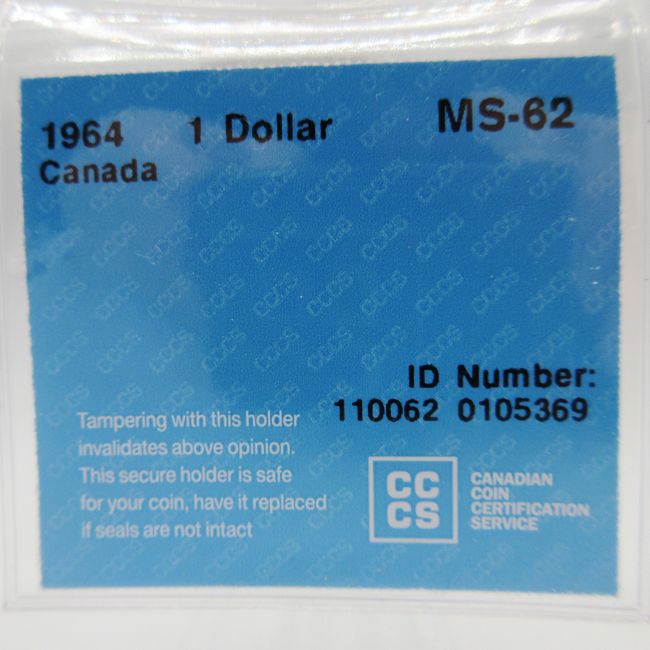 1964 1 Dollar MS-62
Canada
ID Number:
110062 0105369
Tampering with this holder
invalidates above opinion.
This secure holder is safe
for your coin, have it replaced
if seals are not intact
CC
CS
CANADIAN
COIN
CERTIFICATION
SERVICE